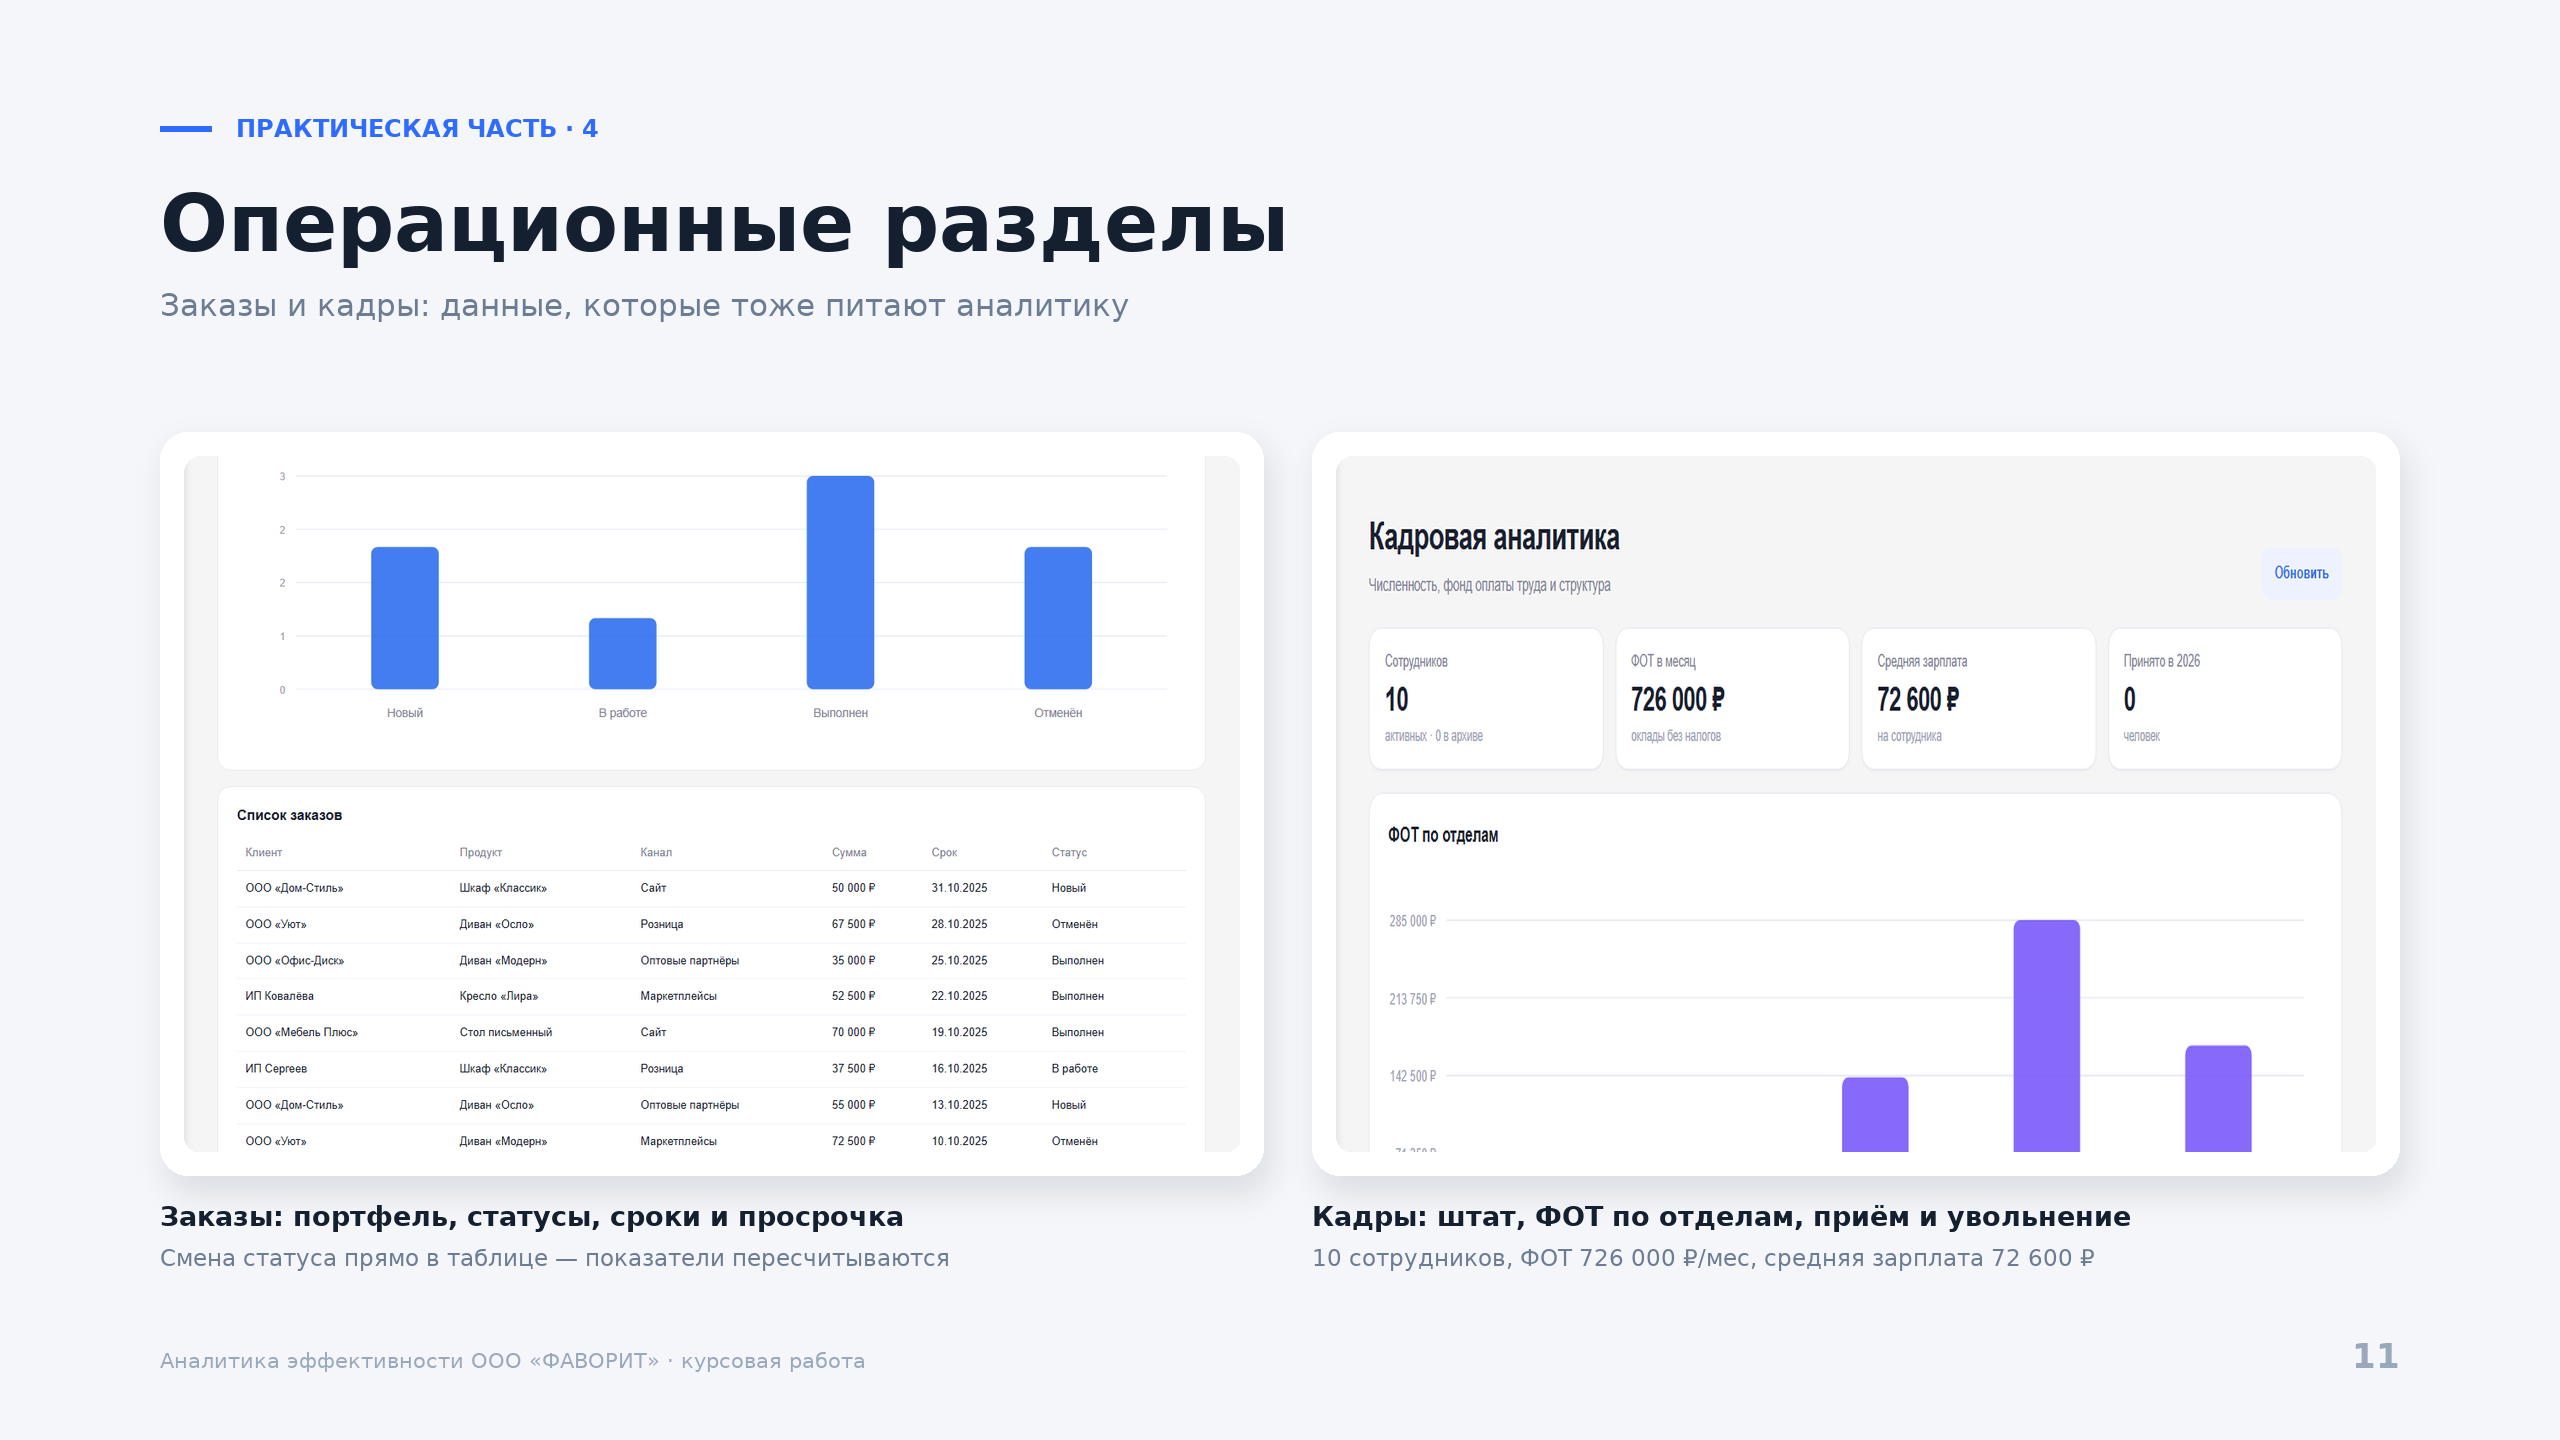 ПРАКТИЧЕСКАЯ ЧАСТЬ · 4
Операционные разделы
Заказы и кадры: данные, которые тоже питают аналитику
3
2
2
1
0
Новый В работе Выполнен Отменён
Список заказов
Клиент Продукт Канал Сумма Срок Статус
ООО «Дом-Стиль» Шкаф «Классик» Сайт 50 000 ₽ 31.10.2025 Новый
ООО «Уют» Диван «Осло» Розница 67 500 ₽ 28.10.2025 Отменён
ООО «Офис-Диск» Диван «Модерн» Оптовые партнёры 35 000 ₽ 25.10.2025 Выполнен
ИП Ковалёва Кресло «Лира» Маркетплейсы 52 500 ₽ 22.10.2025 Выполнен
ООО «Мебель Плюс» Стол письменный Сайт 70 000 ₽ 19.10.2025 Выполнен
ИП Сергеев Шкаф «Классик» Розница 37 500 ₽ 16.10.2025 В работе
ООО «Дом-Стиль» Диван «Осло» Оптовые партнёры 55 000 ₽ 13.10.2025 Новый
ООО «Уют» Диван «Модерн» Маркетплейсы 72 500 ₽ 10.10.2025 Отменён
Заказы: портфель, статусы, сроки и просрочка
Смена статуса прямо в таблице — показатели пересчитываются
Кадровая аналитика
Численность, фонд оплаты труда и структура
Обновить
Сотрудников ФОТ в месяц Средняя зарплата Принято в 2026
10 726 000 ₽ 72 600 ₽ 0
активных · 0 в архиве оклады без налогов на сотрудника человек
ФОТ по отделам
285 000 ₽
213 750 ₽
142 500 ₽
Кадры: штат, ФОТ по отделам, приём и увольнение
10 сотрудников, ФОТ 726 000 ₽/мес, средняя зарплата 72 600 ₽
Аналитика эффективности ООО «ФАВОРИТ» · курсовая работа
11